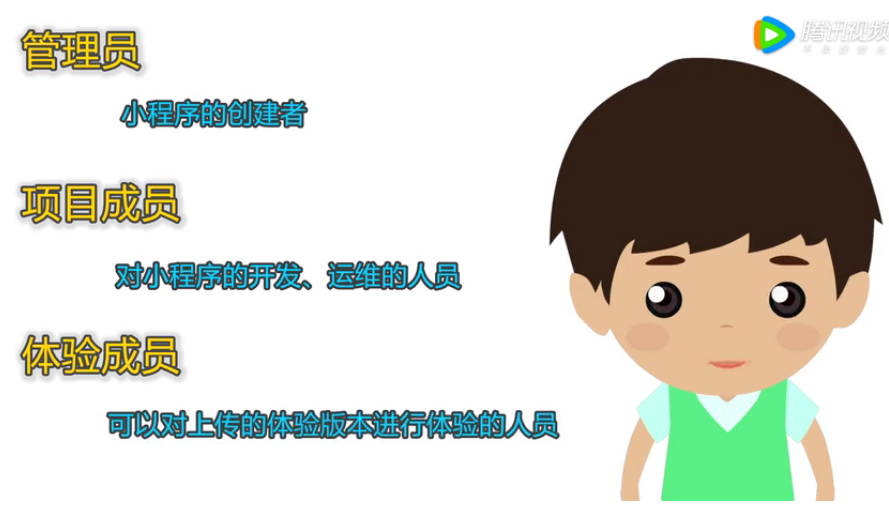 管理员
腾讯视频
小程序的创建者
项目成员
对小程序的开发、运维的人员
体验成员
可以对上传的体验版本进行体验的人员